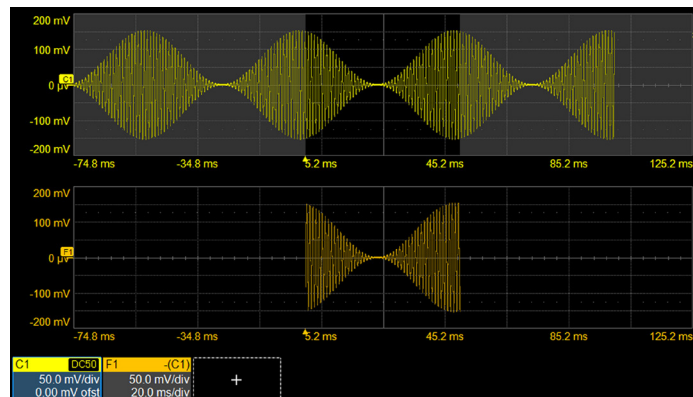 200 mV
100 mV
C1
0 µV
-100 mV
-200 mV
-74.8 ms -34.8 ms 5.2 ms 45.2 ms 85.2 ms 125.2 ms
200 mV
100 mV
F1
0 µV
-100 mV
-200 mV
-74.8 ms -34.8 ms 5.2 ms 45.2 ms 85.2 ms 125.2 ms
C1 DC50 F1 -(C1)
50.0 mV/div 50.0 mV/div
0.00 mV ofst 20.0 ms/div
+